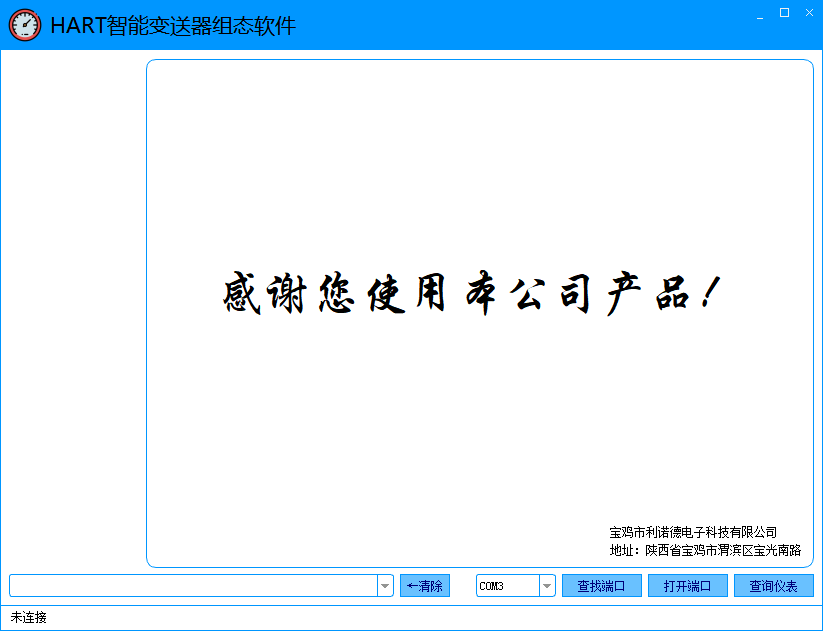 HART智能变送器组态软件
感谢您使用本公司产品！
宝鸡市利诺德电子科技有限公司
地址：陕西省宝鸡市渭滨区宝光南路
←清除
COM3
查找端口
打开端口
查询仪表
未连接